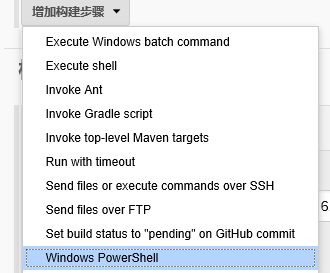 增加构建步骤
Execute Windows batch command
Execute shell
Invoke Ant
Invoke Gradle script
Invoke top-level Maven targets
Run with timeout
Send files or execute commands over SSH
Send files over FTP
6
Set build status to "pending" on GitHub commit
Windows PowerShell